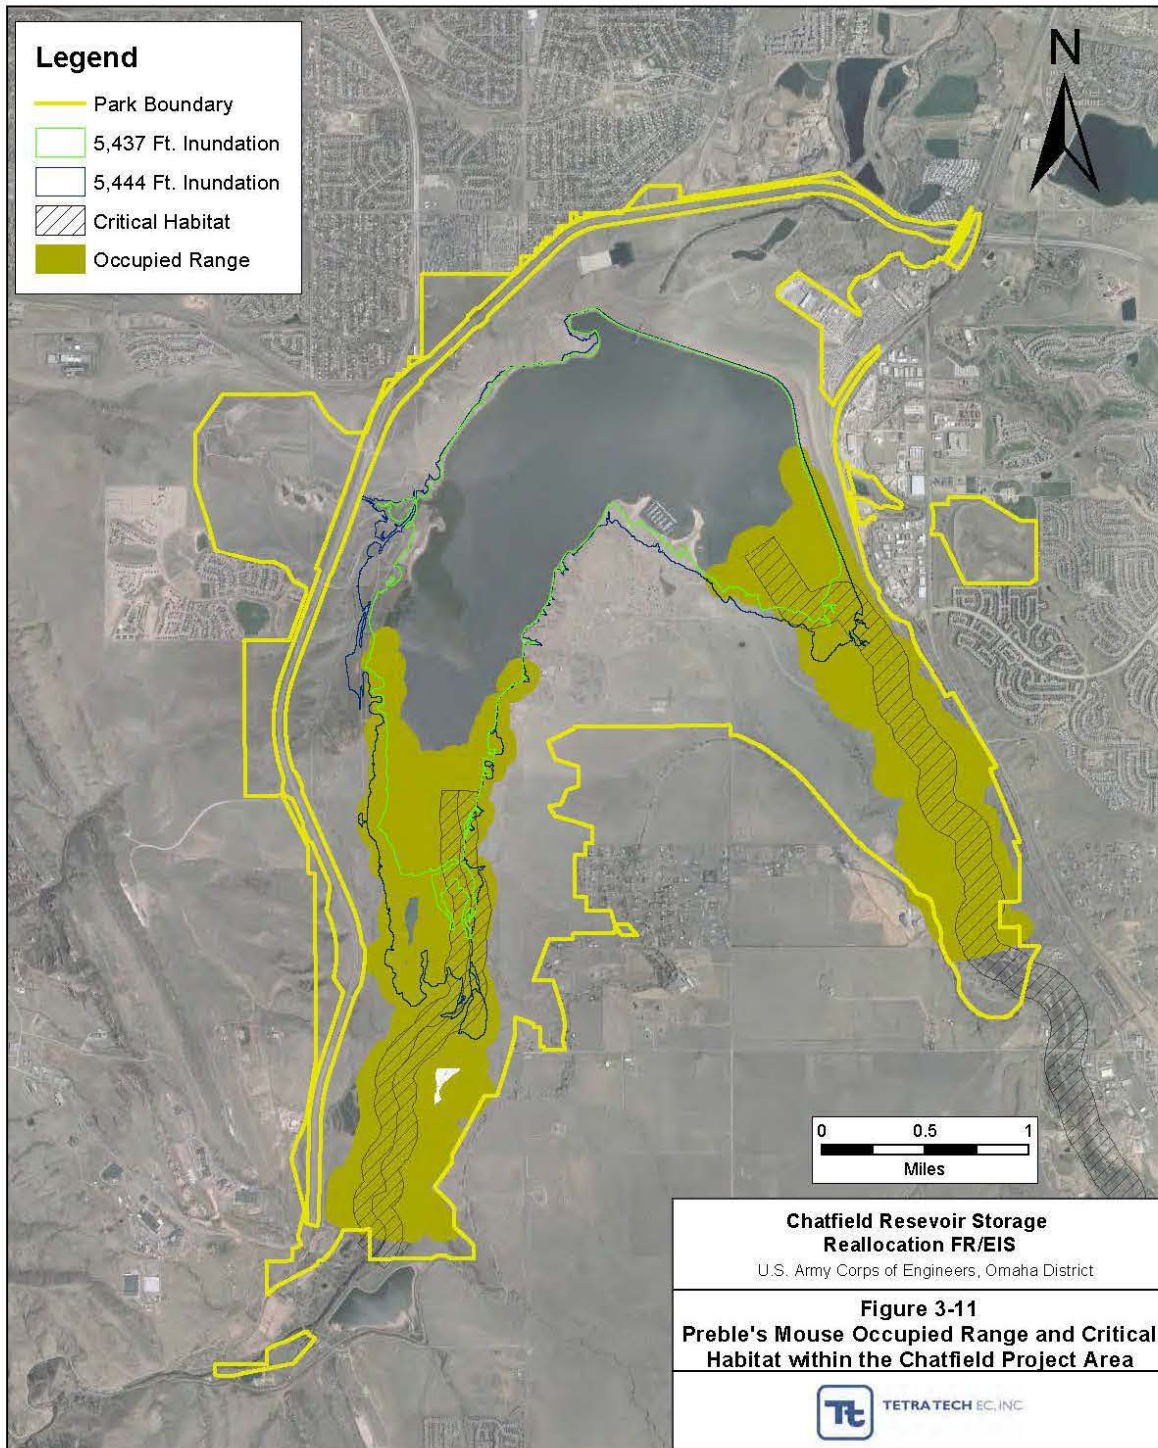 Legend
Park Boundary
5,437 Ft. Inundation
5,444 Ft. Inundation
Critical Habitat
Occupied Range
N
0 0.5 1
Miles
Chatfield Resevoir Storage
Reallocation FR/EIS
U.S. Army Corps of Engineers, Omaha District
Figure 3-11
Preble's Mouse Occupied Range and Critical
Habitat within the Chatfield Project Area
Tt
TETRATECH EC, INC